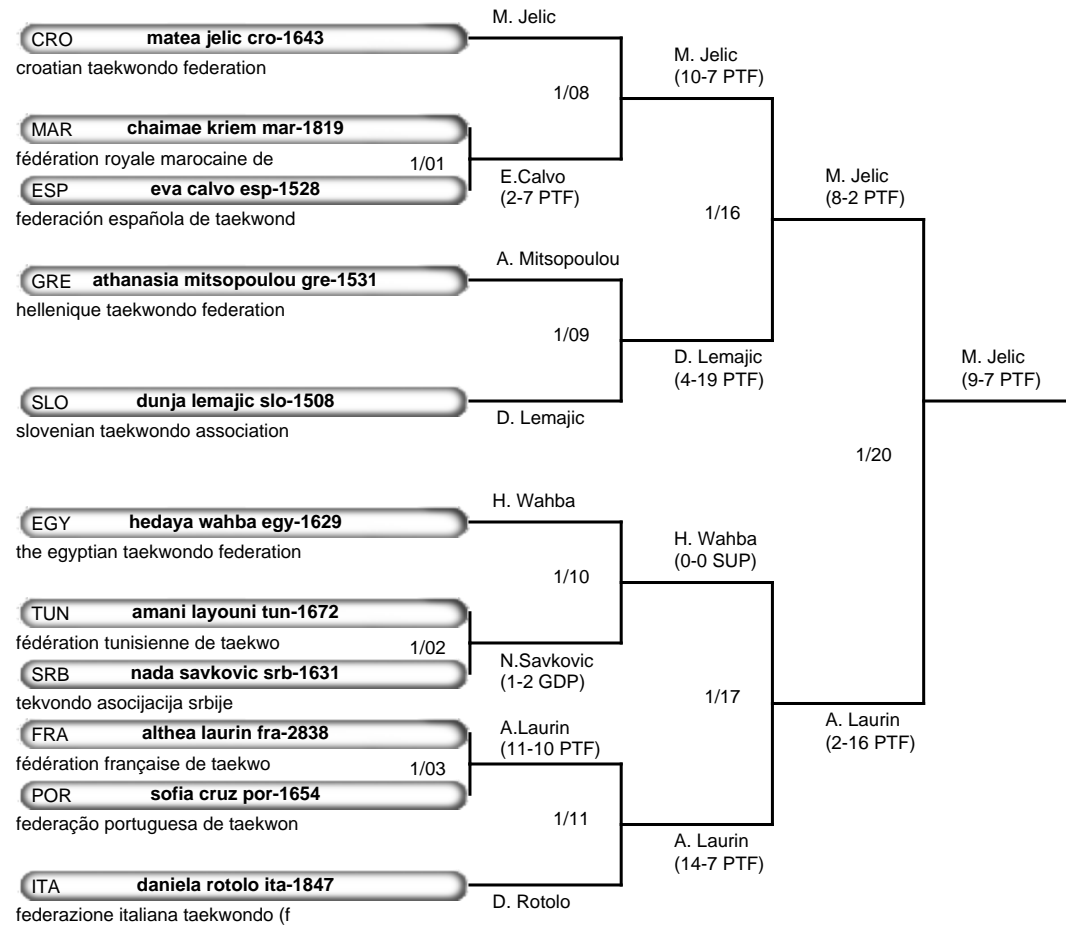 M. Jelic
CRO matea jelic cro-1643
croatian taekwondo federation
M. Jelic
(10-7 PTF)
1/08
MAR chaimae kriem mar-1819
fédération royale marocaine de
1/01
ESP eva calvo esp-1528
federación española de taekwond
E.Calvo
(2-7 PTF)
M. Jelic
(8-2 PTF)
1/16
A. Mitsopoulou
GRE athanasia mitsopoulou gre-1531
hellenique taekwondo federation
1/09
D. Lemajic
(4-19 PTF)
M. Jelic
(9-7 PTF)
SLO dunja lemajic slo-1508
slovenian taekwondo association
D. Lemajic
1/20
H. Wahba
EGY hedaya wahba egy-1629
the egyptian taekwondo federation
H. Wahba
(0-0 SUP)
1/10
TUN amani layouni tun-1672
fédération tunisienne de taekwo
1/02
SRB nada savkovic srb-1631
tekvondo asocijacija srbije
N.Savkovic
(1-2 GDP)
1/17
A. Laurin
(2-16 PTF)
FRA althea laurin fra-2838
fédération française de taekwo
A.Laurin
(11-10 PTF)
1/03
POR sofia cruz por-1654
federação portuguesa de taekwon
1/11
A. Laurin
(14-7 PTF)
ITA daniela rotolo ita-1847
federazione italiana taekwondo (f
D. Rotolo